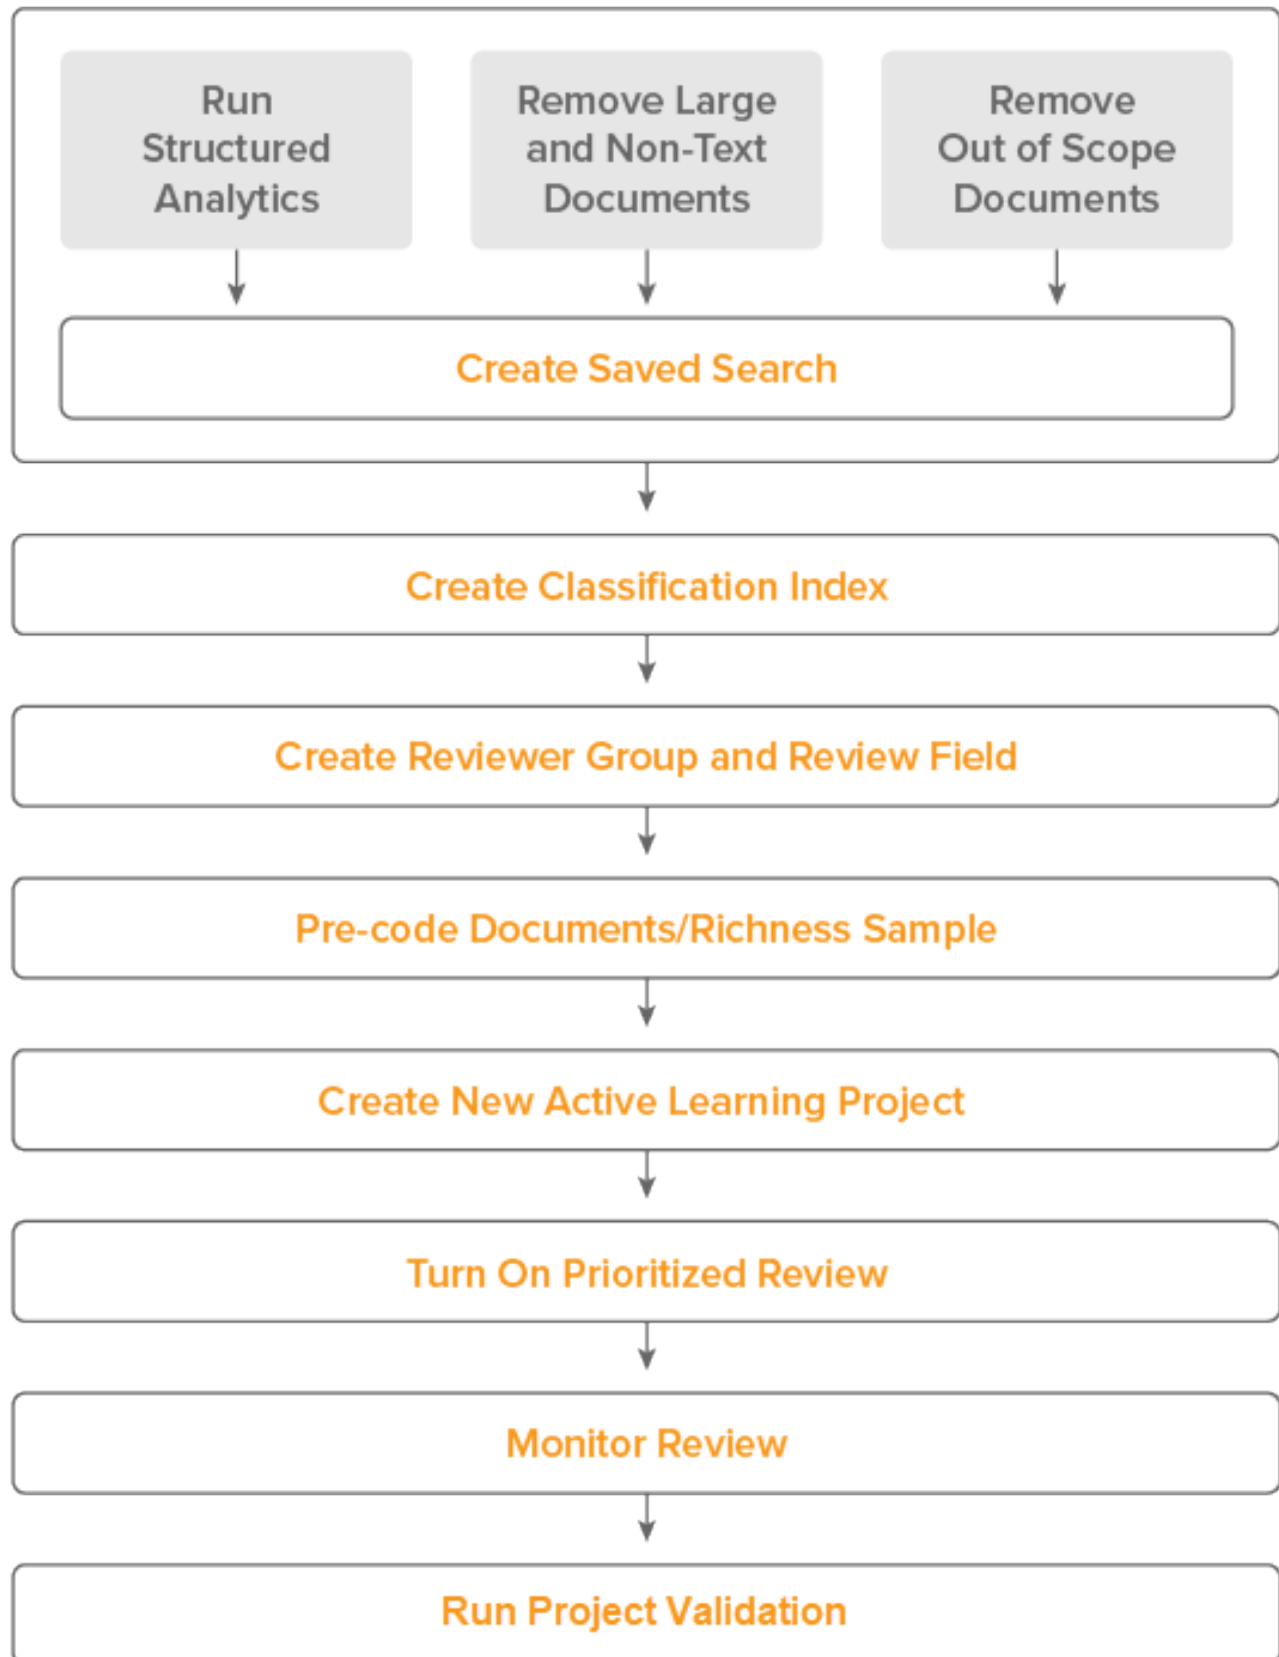 Run
Structured
Analytics
Remove Large
and Non-Text
Documents
Remove
Out of Scope
Documents
Create Saved Search
Create Classification Index
Create Reviewer Group and Review Field
Pre-code Documents/Richness Sample
Create New Active Learning Project
Turn On Prioritized Review
Monitor Review
Run Project Validation